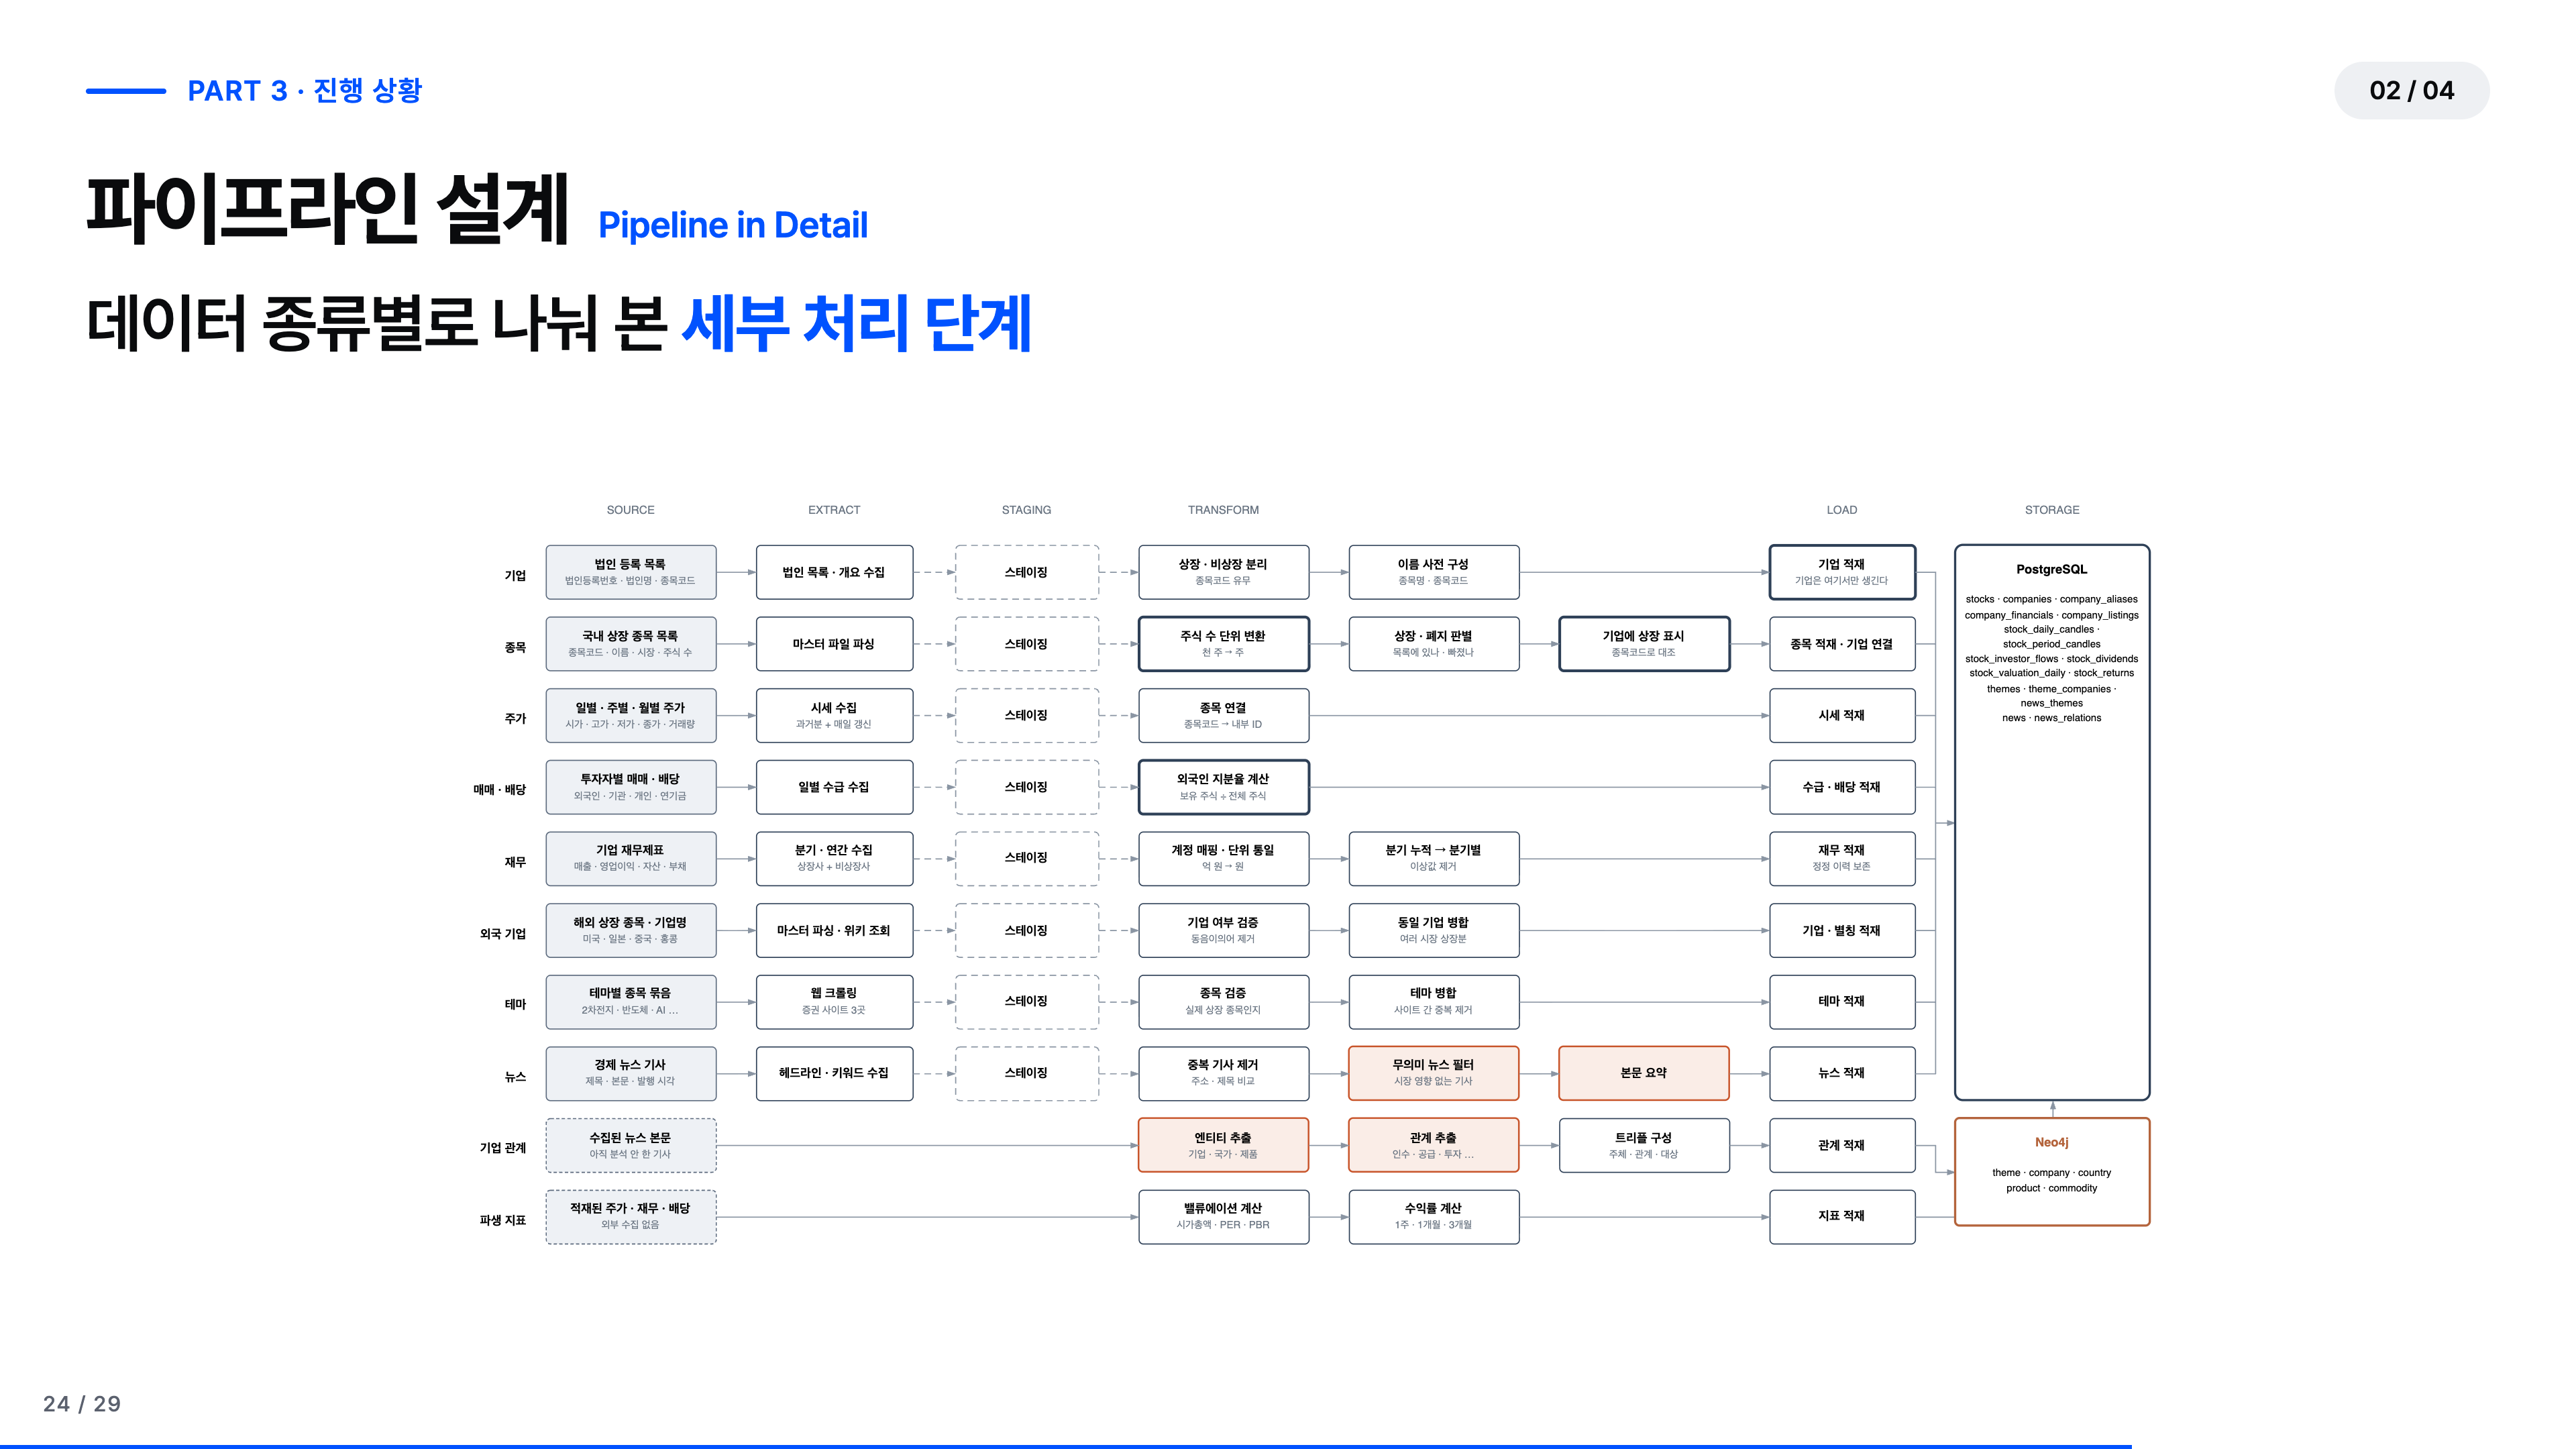 PART 3 · 진행 상황
02 / 04
파이프라인 설계 Pipeline in Detail
데이터 종류별로 나눠 본 세부 처리 단계
SOURCE EXTRACT STAGING TRANSFORM LOAD STORAGE
기업
법인 등록 목록
법인등록번호 · 법인명 · 종목코드
법인 목록 · 개요 수집
스테이징
상장 · 비상장 분리
종목코드 유무
이름 사전 구성
종목명 · 종목코드
기업 적재
기업은 여기서만 생긴다
종목
국내 상장 종목 목록
종목코드 · 이름 · 시장 · 주식 수
마스터 파일 파싱
스테이징
주식 수 단위 변환
천 주 → 주
상장 · 폐지 판별
목록에 있나 · 빠졌나
기업에 상장 표시
종목코드로 대조
종목 적재 · 기업 연결
주가
일별 · 주별 · 월별 주가
시가 · 고가 · 저가 · 종가 · 거래량
시세 수집
과거분 + 매일 갱신
스테이징
종목 연결
종목코드 → 내부 ID
시세 적재
매매 · 배당
투자자별 매매 · 배당
외국인 · 기관 · 개인 · 연기금
일별 수급 수집
스테이징
외국인 지분율 계산
보유 주식 ÷ 전체 주식
수급 · 배당 적재
재무
기업 재무제표
매출 · 영업이익 · 자산 · 부채
분기 · 연간 수집
상장사 + 비상장사
스테이징
계정 매핑 · 단위 통일
억 원 → 원
분기 누적 → 분기별
이상값 제거
재무 적재
정정 이력 보존
외국 기업
해외 상장 종목 · 기업명
미국 · 일본 · 중국 · 홍콩
마스터 파싱 · 위키 조회
스테이징
기업 여부 검증
동음이의어 제거
동일 기업 병합
여러 시장 상장분
기업 · 별칭 적재
테마
테마별 종목 묶음
2차전지 · 반도체 · AI ...
웹 크롤링
증권 사이트 3곳
스테이징
종목 검증
실제 상장 종목인지
테마 병합
사이트 간 중복 제거
테마 적재
뉴스
경제 뉴스 기사
제목 · 본문 · 발행 시각
헤드라인 · 키워드 수집
스테이징
중복 기사 제거
주소 · 제목 비교
무의미 뉴스 필터
시장 영향 없는 기사
본문 요약
뉴스 적재
기업 관계
수집된 뉴스 본문
아직 분석 안 한 기사
엔티티 추출
기업 · 국가 · 제품
관계 추출
인수 · 공급 · 투자 ...
트리플 구성
주체 · 관계 · 대상
관계 적재
파생 지표
적재된 주가 · 재무 · 배당
외부 수집 없음
밸류에이션 계산
시가총액 · PER · PBR
수익률 계산
1주 · 1개월 · 3개월
지표 적재
PostgreSQL
stocks · companies · company_aliases
company_financials · company_listings
stock_daily_candles ·
stock_period_candles
stock_investor_flows · stock_dividends
stock_valuation_daily · stock_returns
themes · theme_companies ·
news_themes
news · news_relations
Neo4j
theme · company · country
product · commodity
24 / 29